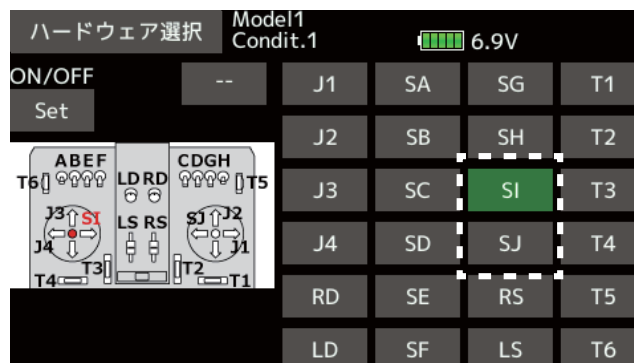 ハードウェア選択
Model1
Condit.1
6.9V
ON/OFF
--
Set
J1 SA SG T1
J2 SB SH T2
J3 SC SI T3
J4 SD SJ T4
RD SE RS T5
LD SF LS T6
ABEF CDGH
T6 LD RD T5
J3 SI LS RS SJ J2
J4 J1
T3 T2
T4 T1